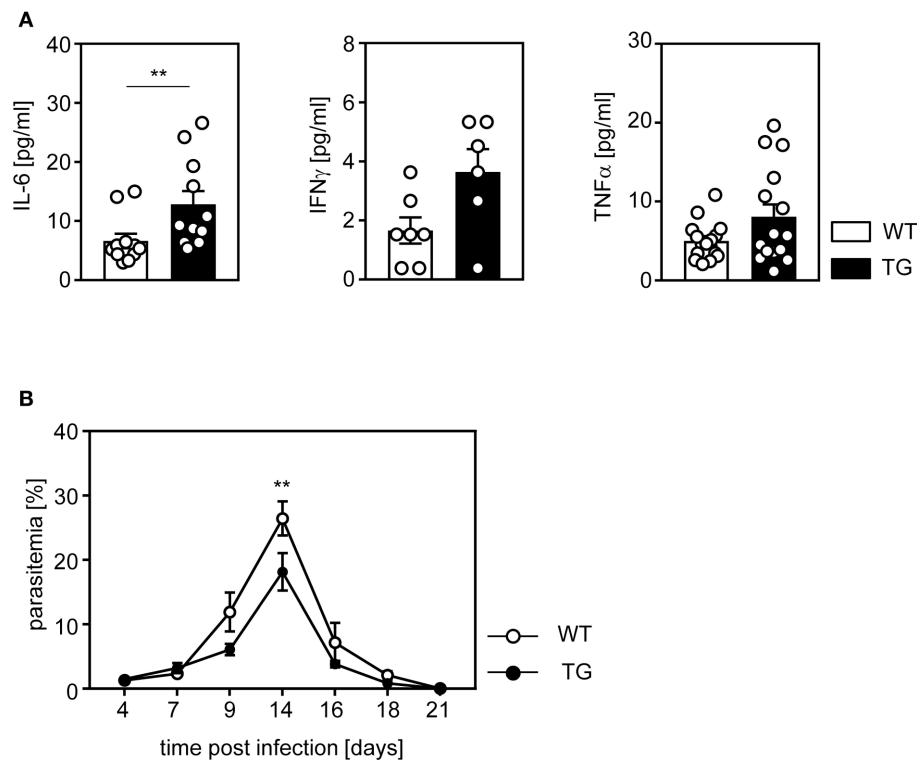 A
IL-6 [pg/ml]
40
30
20
10
0
**
IFNγ [pg/ml]
8
6
4
2
0
TNFα [pg/ml]
30
20
10
0
WT
TG
B
parasitemia [%]
40
30
20
10
0
**
4 7 9 14 16 18 21
time post infection [days]
WT
TG